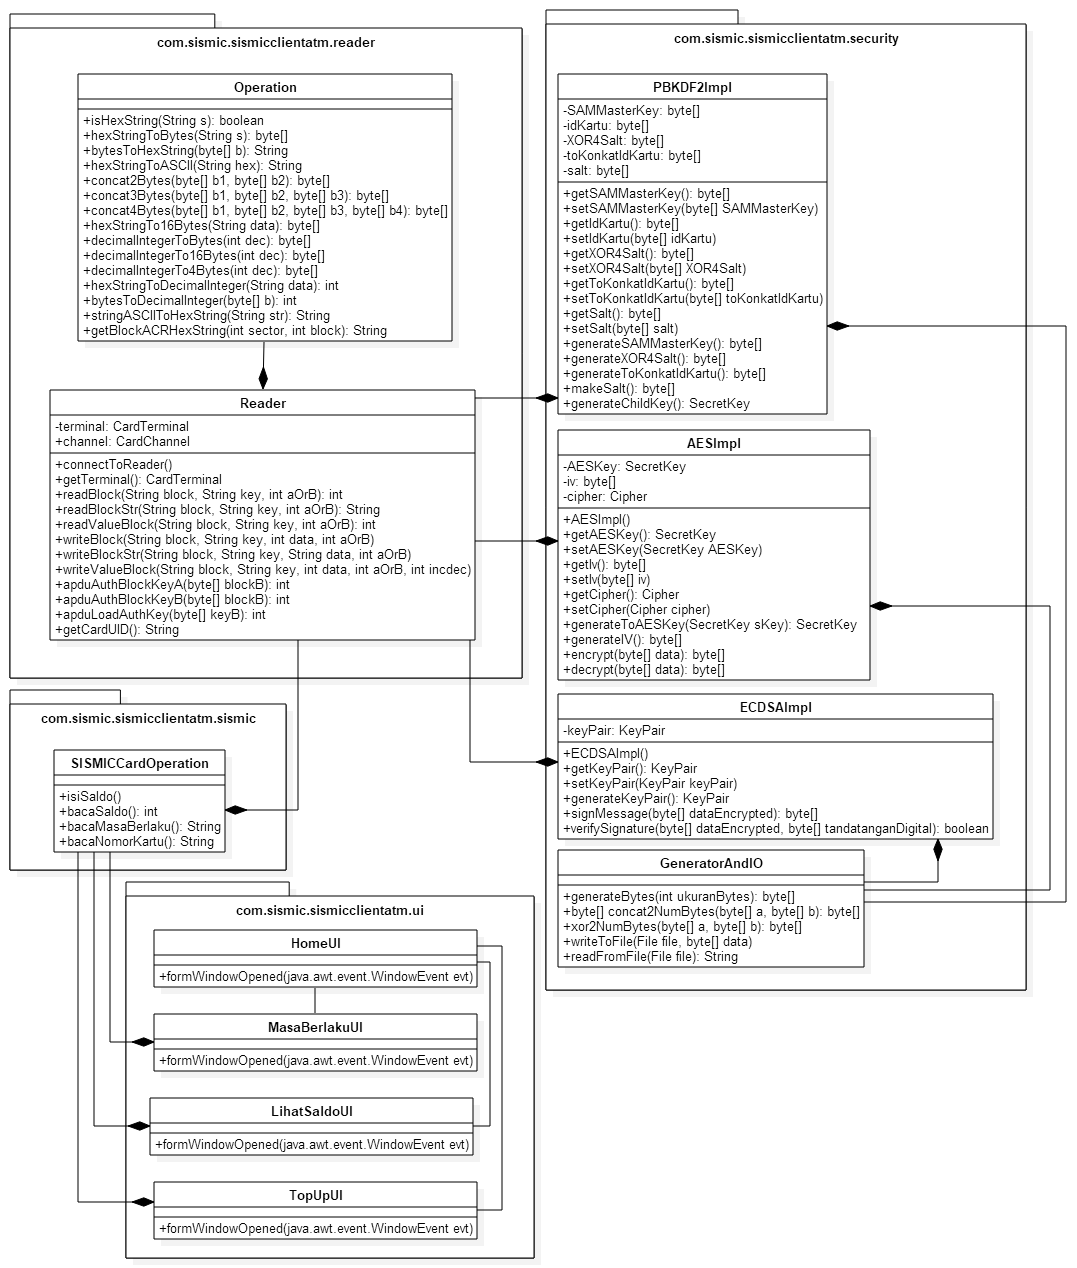 com.sismic.sismicclientatm.reader
Operation
+isHexString(String s): boolean
+hexStringToBytes(String s): byte[]
+bytesToHexString(byte[] b): String
+hexStringToASCII(String hex): String
+concat2Bytes(byte[] b1, byte[] b2): byte[]
+concat3Bytes(byte[] b1, byte[] b2, byte[] b3): byte[]
+concat4Bytes(byte[] b1, byte[] b2, byte[] b3, byte[] b4): byte[]
+hexStringTo16Bytes(String data): byte[]
+decimalIntegerToBytes(int dec): byte[]
+decimalIntegerTo16Bytes(int dec): byte[]
+decimalIntegerTo4Bytes(int dec): byte[]
+hexStringToDecimalInteger(String data): int
+bytesToDecimalInteger(byte[] b): int
+stringASCIIToHexString(String str): String
+getBlockACRHexString(int sector, int block): String
Reader
-terminal: CardTerminal
+channel: CardChannel
+connectToReader()
+getTerminal(): CardTerminal
+readBlock(String block, String key, int aOrB): int
+readBlockStr(String block, String key, int aOrB): String
+readValueBlock(String block, String key, int aOrB): int
+writeBlock(String block, String key, int data, int aOrB)
+writeBlockStr(String block, String key, String data, int aOrB)
+writeValueBlock(String block, String key, int data, int aOrB, int incdec)
+apduAuthBlockKeyA(byte[] blockB): int
+apduAuthBlockKeyB(byte[] blockB): int
+apduLoadAuthKey(byte[] keyB): int
+getCardUID(): String
com.sismic.sismicclientatm.security
PBKDF2Impl
-SAMMasterKey: byte[]
-idKartu: byte[]
-XOR4Salt: byte[]
-toKonkatIdKartu: byte[]
-salt: byte[]
+getSAMMasterKey(): byte[]
+setSAMMasterKey(byte[] SAMMasterKey)
+getIdKartu(): byte[]
+setIdKartu(byte[] idKartu)
+getXOR4Salt(): byte[]
+setXOR4Salt(byte[] XOR4Salt)
+getToKonkatIdKartu(): byte[]
+setToKonkatIdKartu(byte[] toKonkatIdKartu)
+getSalt(): byte[]
+setSalt(byte[] salt)
+generateSAMMasterKey(): byte[]
+generateXOR4Salt(): byte[]
+generateToKonkatIdKartu(): byte[]
+makeSalt(): byte[]
+generateChildKey(): SecretKey
AESImpl
-AESKey: SecretKey
-iv: byte[]
-cipher: Cipher
+AESImpl()
+getAESKey(): SecretKey
+setAESKey(SecretKey AESKey)
+getIv(): byte[]
+setIv(byte[] iv)
+getCipher(): Cipher
+setCipher(Cipher cipher)
+generateToAESKey(SecretKey sKey): SecretKey
+generateIV(): byte[]
+encrypt(byte[] data): byte[]
+decrypt(byte[] data): byte[]
ECDSAImpl
-keyPair: KeyPair
+ECDSAImpl()
+getKeyPair(): KeyPair
+setKeyPair(KeyPair keyPair)
+generateKeyPair(): KeyPair
+signMessage(byte[] dataEncrypted): byte[]
+verifySignature(byte[] dataEncrypted, byte[] tandatanganDigital): boolean
GeneratorAndIO
+generateBytes(int ukuranBytes): byte[]
+byte[] concat2NumBytes(byte[] a, byte[] b): byte[]
+xor2NumBytes(byte[] a, byte[] b): byte[]
+writeToFile(File file, byte[] data)
+readFromFile(File file): String
com.sismic.sismicclientatm.sismic
SISMICCardOperation
+isiSaldo()
+bacaSaldo(): int
+bacaMasaBerlaku(): String
+bacaNomorKartu(): String
com.sismic.sismicclientatm.ui
HomeUI
+formWindowOpened(java.awt.event.WindowEvent evt)
MasaBerlakuUI
+formWindowOpened(java.awt.event.WindowEvent evt)
LihatSaldoUI
+formWindowOpened(java.awt.event.WindowEvent evt)
TopUpUI
+formWindowOpened(java.awt.event.WindowEvent evt)